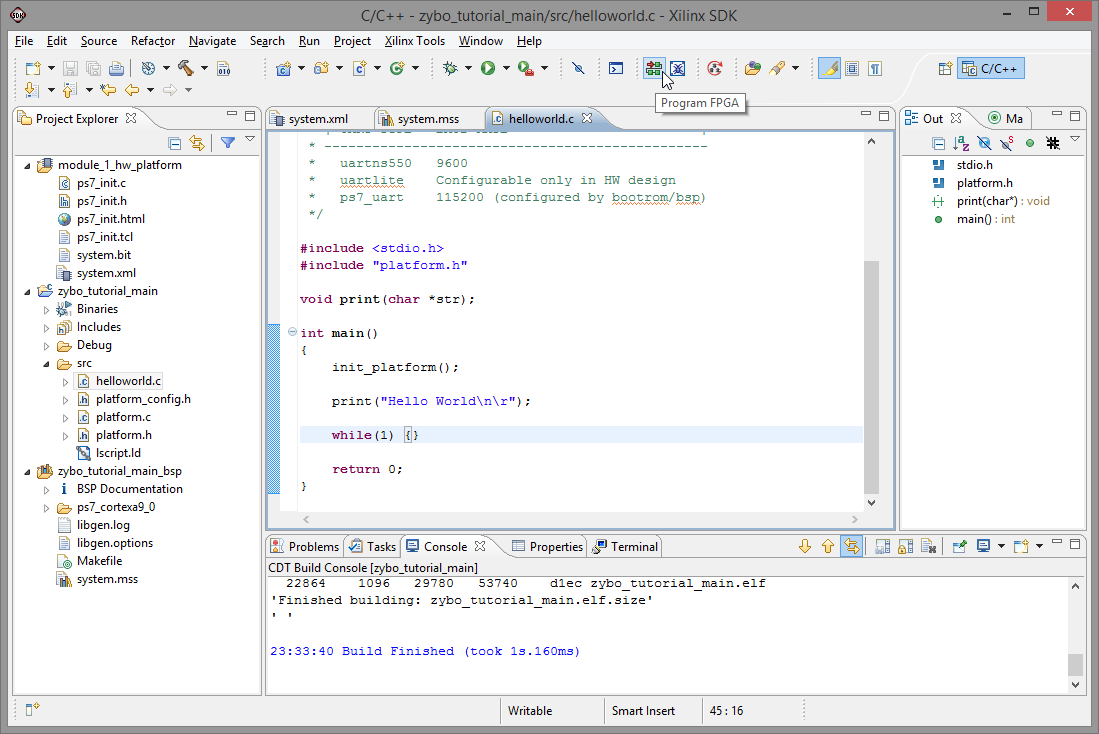 SDK
C/C++ - zybo_tutorial_main/src/helloworld.c - Xilinx SDK
File Edit Source Refactor Navigate Search Run Project Xilinx Tools Window Help
010
C/C++
Program FPGA
Project Explorer
system.xml
system.mss
helloworld.c
Out
Ma
module_1_hw_platform
ps7_init.c
ps7_init.h
ps7_init.html
ps7_init.tcl
system.bit
system.xml
zybo_tutorial_main
Binaries
Includes
Debug
src
helloworld.c
platform_config.h
platform.c
platform.h
lscript.ld
zybo_tutorial_main_bsp
BSP Documentation
ps7_cortexa9_0
libgen.log
libgen.options
Makefile
system.mss
* ------------------------------------------------
*   uartns550   9600
*   uartlite    Configurable only in HW design
*   ps7_uart    115200 (configured by bootrom/bsp)
*/
#include <stdio.h>
#include "platform.h"
void print(char *str);
int main()
{
init_platform();
print("Hello World\n\r");
while(1) {}
return 0;
}
stdio.h
platform.h
print(char*) : void
main() : int
Problems
Tasks
Console
Properties
Terminal
CDT Build Console [zybo_tutorial_main]
22864    1096   29780   53740    d1ec zybo_tutorial_main.elf
'Finished building: zybo_tutorial_main.elf.size'
' '
23:33:40 Build Finished (took 1s.160ms)
Writable
Smart Insert
45 : 16